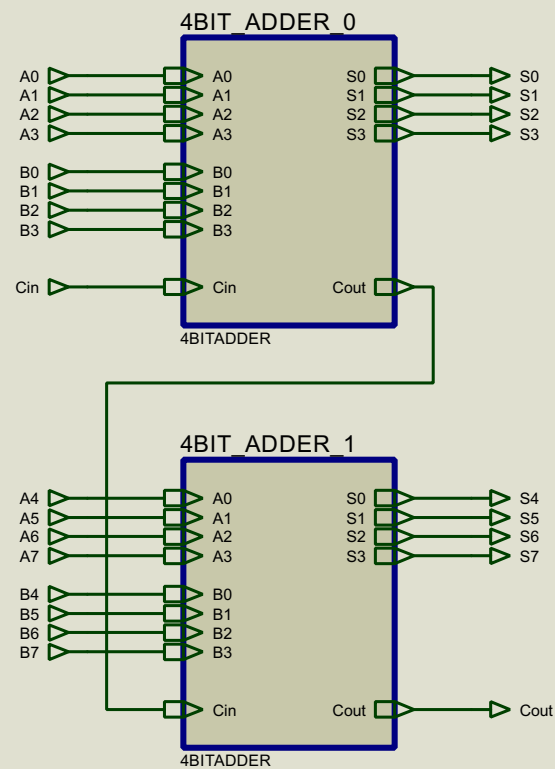 4BIT_ADDER_0
A0 A0 S0 S0
A1 A1 S1 S1
A2 A2 S2 S2
A3 A3 S3 S3
B0 B0
B1 B1
B2 B2
B3 B3
Cin Cin Cout
4BITADDER
4BIT_ADDER_1
A4 A0 S0 S4
A5 A1 S1 S5
A6 A2 S2 S6
A7 A3 S3 S7
B4 B0
B5 B1
B6 B2
B7 B3
Cin Cout Cout
4BITADDER